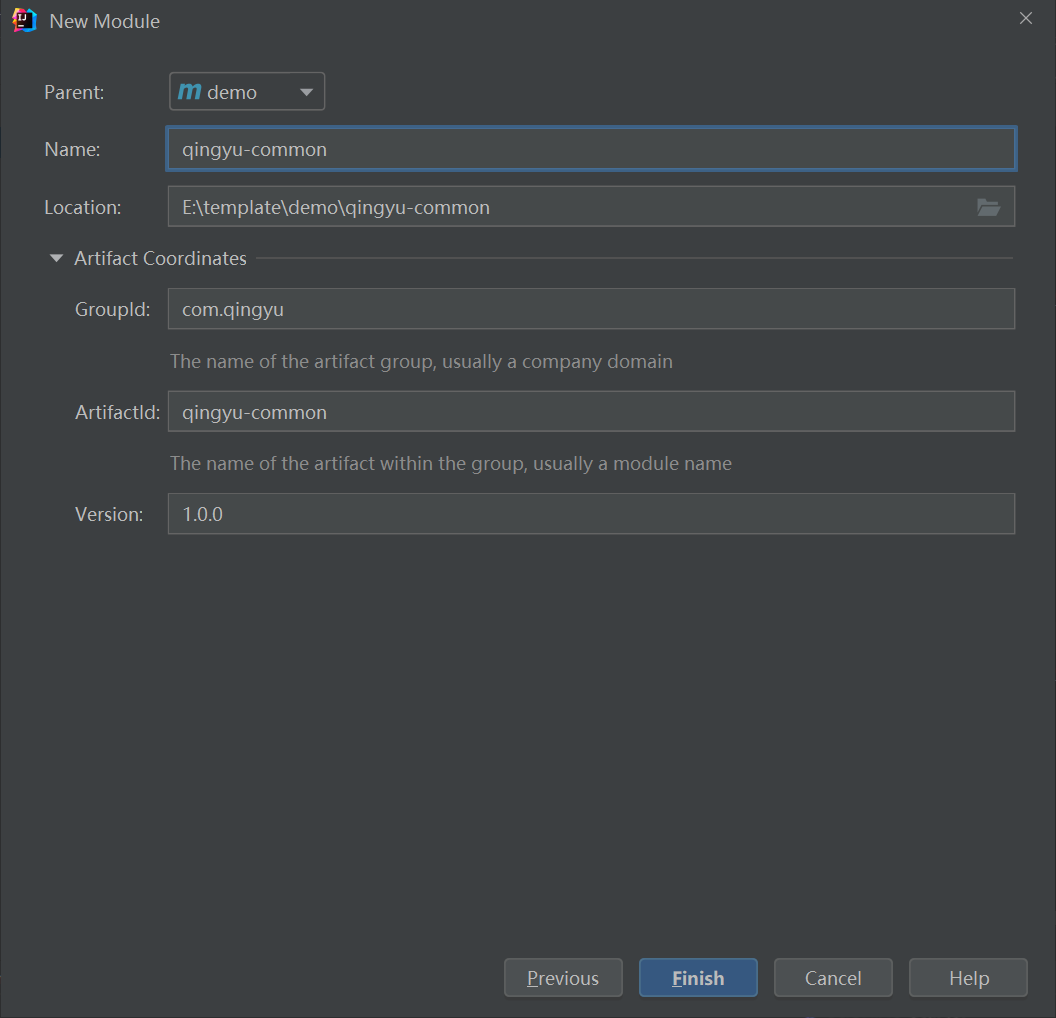 New Module
Parent: m demo
Name: qingyu-common
Location: E:\template\demo\qingyu-common
Artifact Coordinates
GroupId: com.qingyu
The name of the artifact group, usually a company domain
ArtifactId: qingyu-common
The name of the artifact within the group, usually a module name
Version: 1.0.0
Previous Finish Cancel Help